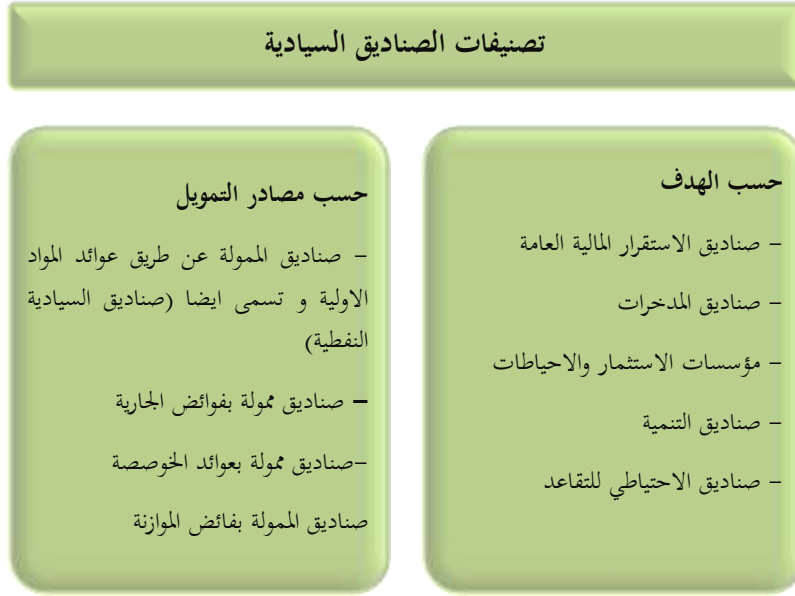 تصنيفات الصناديق السيادية
حسب الهدف
– صناديق الاستقرار المالية العامة
– صناديق المدخرات
– مؤسسات الاستثمار والاحياطات
– صناديق التنمية
– صناديق الاحتياطي للتقاعد
حسب مصادر التمويل
– صناديق الممولة عن طريق عوائد المواد
الاولية و تسمى ايضا (صناديق السيادية
النفطية)
– صناديق ممولة بفوائض الجارية
–صناديق ممولة بعوائد الخوصصة
صناديق الممولة بفائض الموازنة